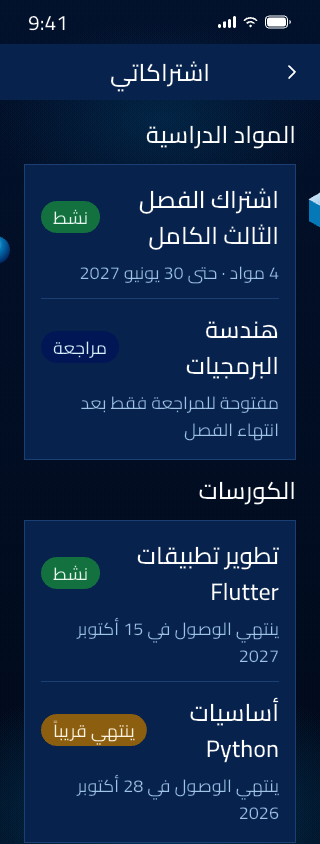 9:41
اشتراكاتي
المواد الدراسية
اشتراك الفصل
الثالث الكامل
نشط
4 مواد · حتى 30 يونيو 2027
هندسة
البرمجيات
مراجعة
مفتوحة للمراجعة فقط بعد
انتهاء الفصل
الكورسات
تطوير تطبيقات
Flutter
نشط
ينتهي الوصول في 15 أكتوبر
2027
أساسيات
Python
ينتهي قريباً
ينتهي الوصول في 28 أكتوبر
2026